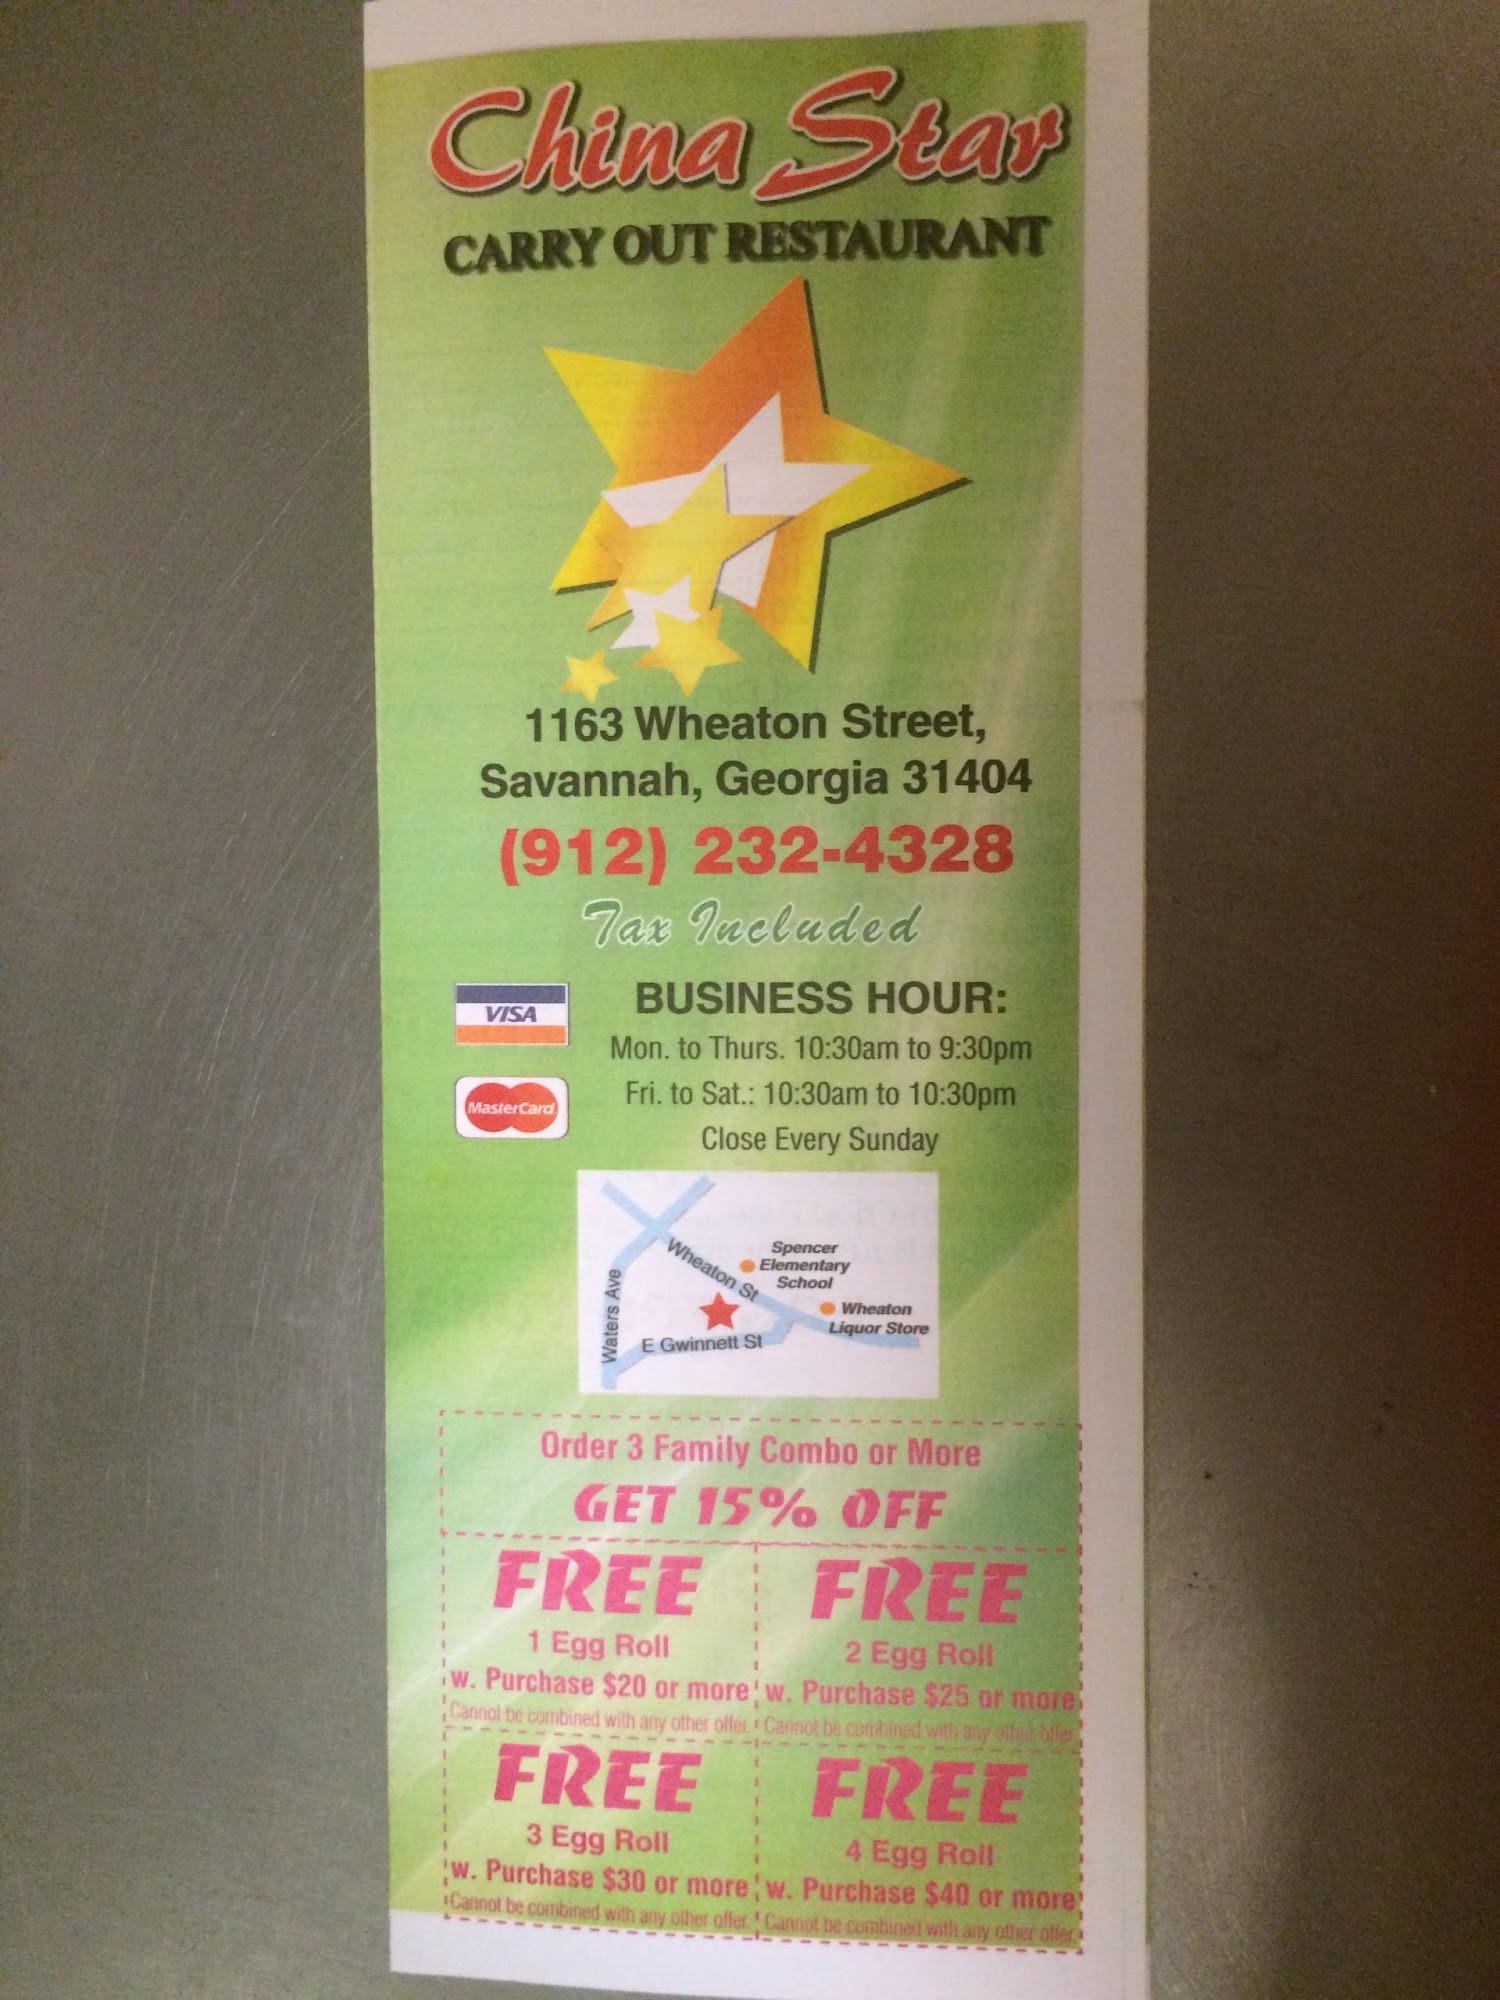 China Star
CARRY OUT RESTAURANT
1163 Wheaton Street,
Savannah, Georgia 31404
(912) 232-4328
Tax Included
VISA
MasterCard
BUSINESS HOUR:
Mon. to Thurs. 10:30am to 9:30pm
Fri. to Sat.: 10:30am to 10:30pm
Close Every Sunday
Waters Ave
Wheaton St
Spencer
Elementary
School
Wheaton
Liquor Store
E Gwinnett St
Order 3 Family Combo or More
GET 15% OFF
FREE
1 Egg Roll
w. Purchase $20 or more
Cannot be combined with any other offer.
FREE
2 Egg Roll
w. Purchase $25 or more
Cannot be combined with any other offer.
FREE
3 Egg Roll
w. Purchase $30 or more
Cannot be combined with any other offer.
FREE
4 Egg Roll
w. Purchase $40 or more
Cannot be combined with any other offer.